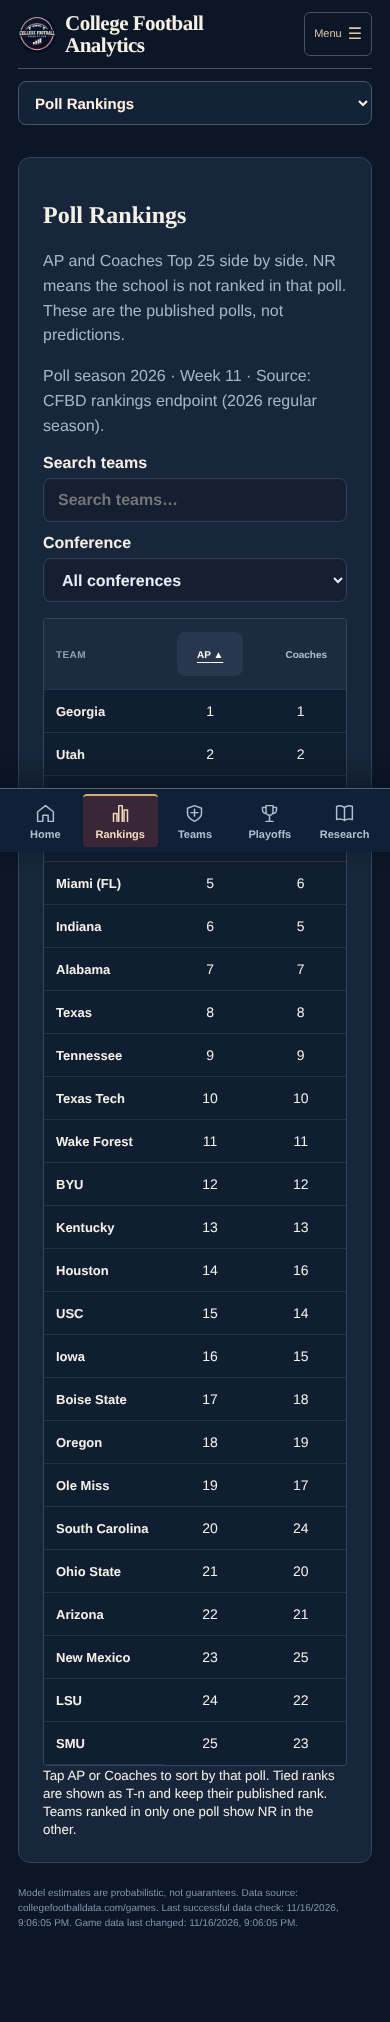 College Football
Analytics
Menu ☰
Poll Rankings
Poll Rankings
AP and Coaches Top 25 side by side. NR
means the school is not ranked in that poll.
These are the published polls, not
predictions.
Poll season 2026 · Week 11 · Source:
CFBD rankings endpoint (2026 regular
season).
Search teams
Search teams…
Conference
All conferences
TEAM AP ▲ Coaches
Georgia 1 1
Utah 2 2
Home Rankings Teams Playoffs Research
Miami (FL) 5 6
Indiana 6 5
Alabama 7 7
Texas 8 8
Tennessee 9 9
Texas Tech 10 10
Wake Forest 11 11
BYU 12 12
Kentucky 13 13
Houston 14 16
USC 15 14
Iowa 16 15
Boise State 17 18
Oregon 18 19
Ole Miss 19 17
South Carolina 20 24
Ohio State 21 20
Arizona 22 21
New Mexico 23 25
LSU 24 22
SMU 25 23
Tap AP or Coaches to sort by that poll. Tied ranks
are shown as T-n and keep their published rank.
Teams ranked in only one poll show NR in the
other.
Model estimates are probabilistic, not guarantees. Data source:
collegefootballdata.com/games. Last successful data check: 11/16/2026,
9:06:05 PM. Game data last changed: 11/16/2026, 9:06:05 PM.